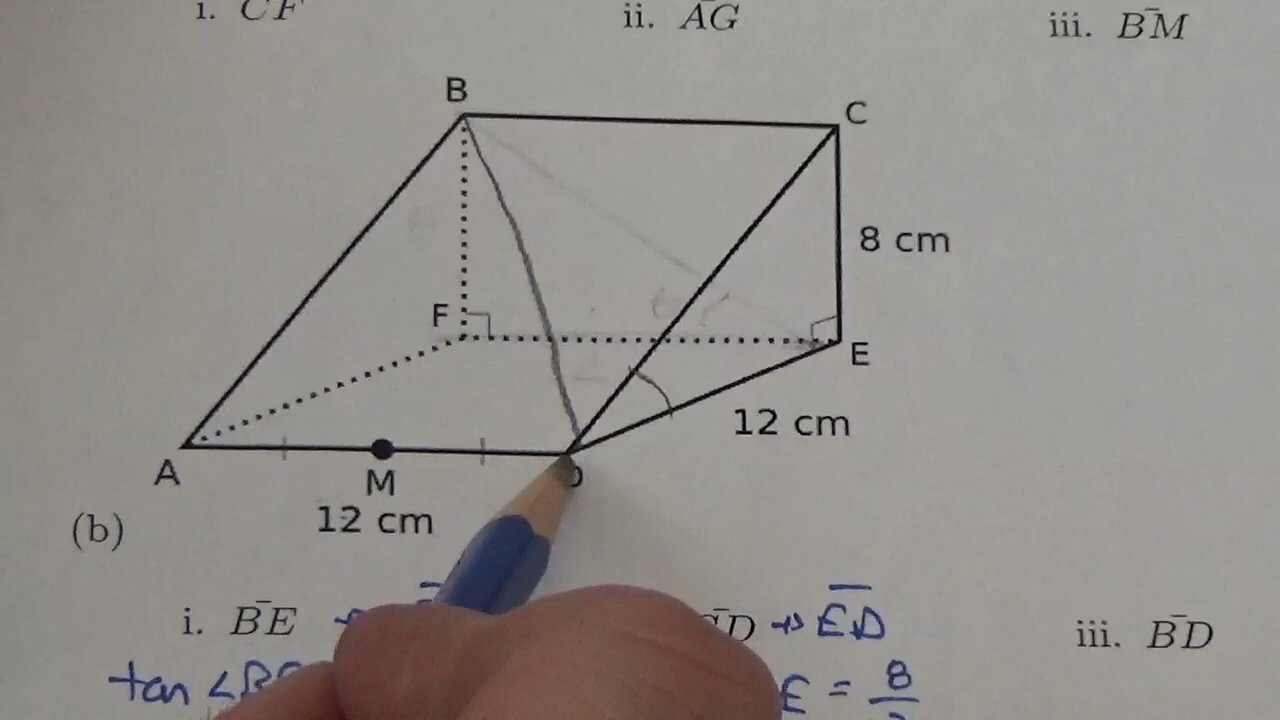 i. CF ii. AG iii. BM
B
C
8 cm
F
E
12 cm
A
M
12 cm
(b)
i. BE ED iii. BD
tan ∠B = 8